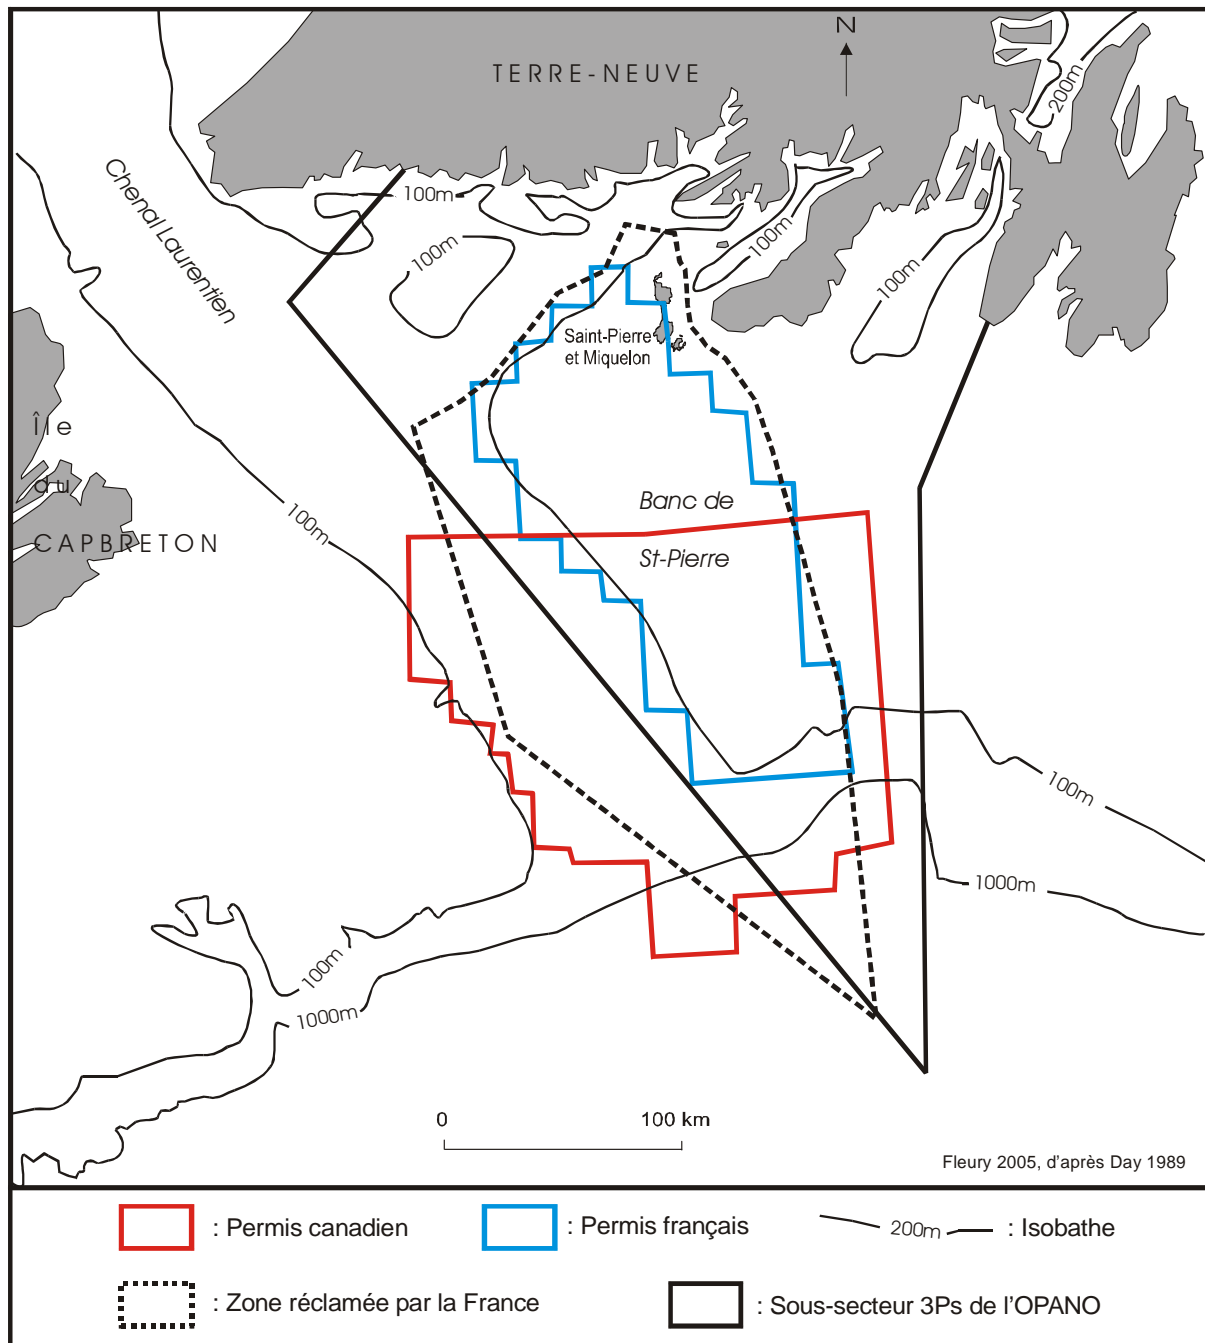 N
TERRE-NEUVE
200m
Chenal Laurentien
100m
100m
100m
100m
Saint-Pierre
et Miquelon
Île
du
CAPBRETON
Banc de
St-Pierre
100m
100m
1000m
100m
1000m
0 100 km
Fleury 2005, d'après Day 1989
: Permis canadien
: Permis français
200m
: Isobathe
: Zone réclamée par la France
: Sous-secteur 3Ps de l'OPANO